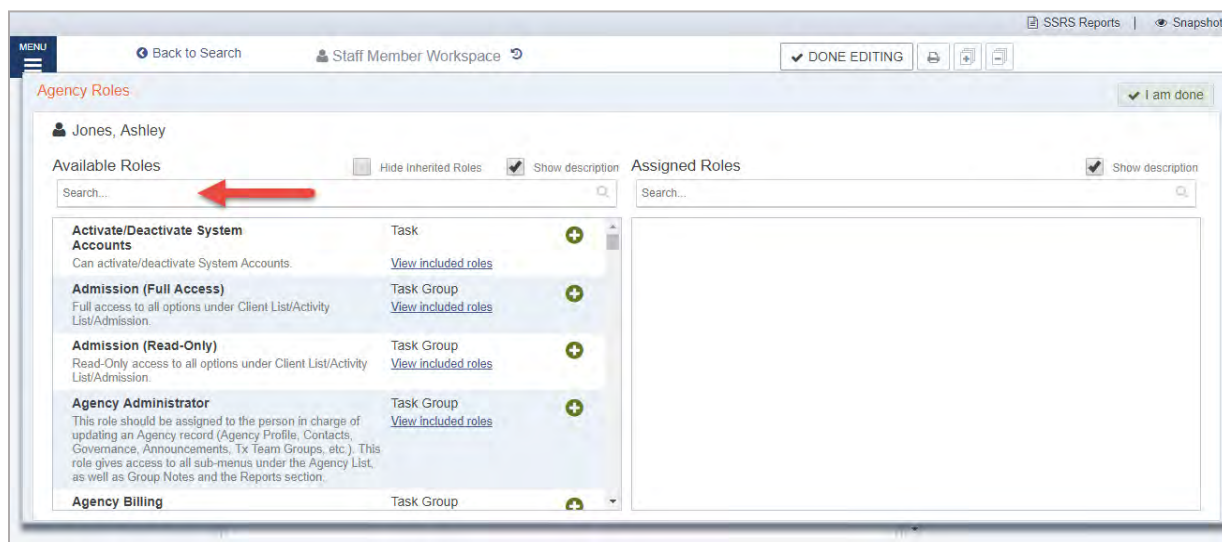 SSRS Reports | Snapshot
MENU
Back to Search
Staff Member Workspace
DONE EDITING
Agency Roles
I am done
Jones, Ashley
Available Roles
Hide Inherited Roles
Show description
Assigned Roles
Show description
Search...
Search...
Activate/Deactivate System
Accounts
Task
Can activate/deactivate System Accounts.
View included roles
Admission (Full Access)
Task Group
Full access to all options under Client List/Activity
List/Admission.
View included roles
Admission (Read-Only)
Task Group
Read-Only access to all options under Client List/Activity
List/Admission.
View included roles
Agency Administrator
Task Group
This role should be assigned to the person in charge of
updating an Agency record (Agency Profile, Contacts,
Governance, Announcements, Tx Team Groups, etc.). This
role gives access to all sub-menus under the Agency List,
as well as Group Notes and the Reports section.
View included roles
Agency Billing
Task Group